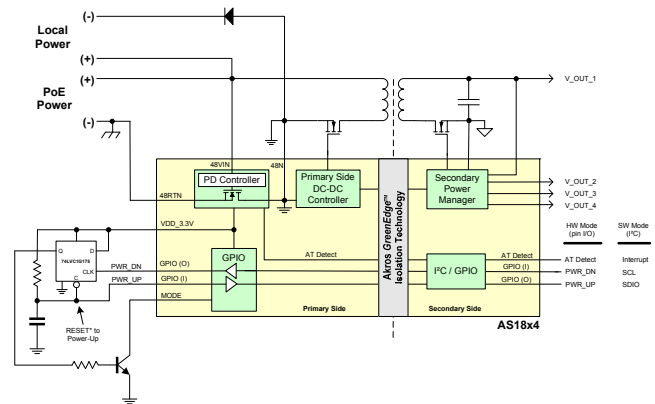 (-)
Local
Power
(+)
(+)
PoE
Power
(-)
V_OUT_1
48VIN
48N
PD Controller
48RTN
Primary Side
DC-DC
Controller
Akros GreenEdge™
Isolation Technology
Secondary
Power
Manager
V_OUT_2
V_OUT_3
V_OUT_4
HW Mode
(pin I/O)
SW Mode
(I²C)
VDD_3.3V
Q
D
74LVC1G175
CLK
C
PWR_DN
GPIO (O)
PWR_UP
GPIO (I)
MODE
GPIO
AT Detect
I²C / GPIO
AT Detect
GPIO (I)
GPIO (O)
AT Detect
Interrupt
PWR_DN
SCL
PWR_UP
SDIO
RESET* to
Power-Up
Primary Side
Secondary Side
AS18x4